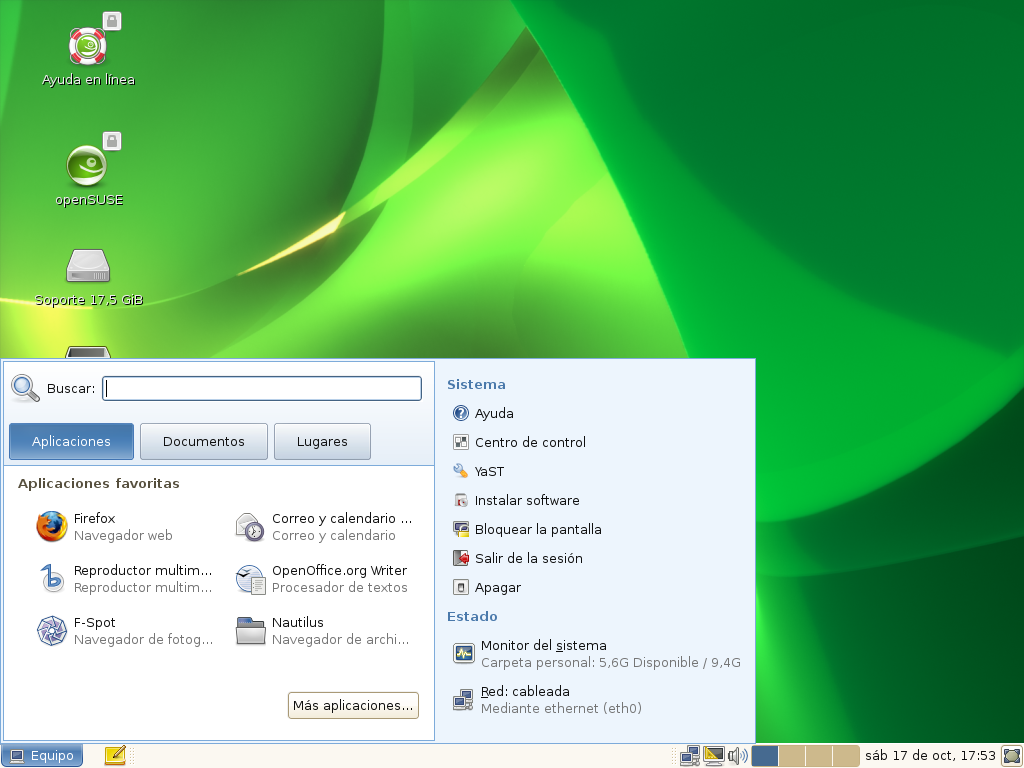 Ayuda en línea
openSUSE
Soporte 17,5 GiB
Buscar:
Aplicaciones
Documentos
Lugares
Aplicaciones favoritas
Firefox
Navegador web
Correo y calendario ...
Correo y calendario
Reproductor multim...
Reproductor multim...
OpenOffice.org Writer
Procesador de textos
F-Spot
Navegador de fotog...
Nautilus
Navegador de archi...
Más aplicaciones...
Sistema
Ayuda
Centro de control
YaST
Instalar software
Bloquear la pantalla
Salir de la sesión
Apagar
Estado
Monitor del sistema
Carpeta personal: 5,6G Disponible / 9,4G
Red: cableada
Mediante ethernet (eth0)
Equipo
sáb 17 de oct, 17:53